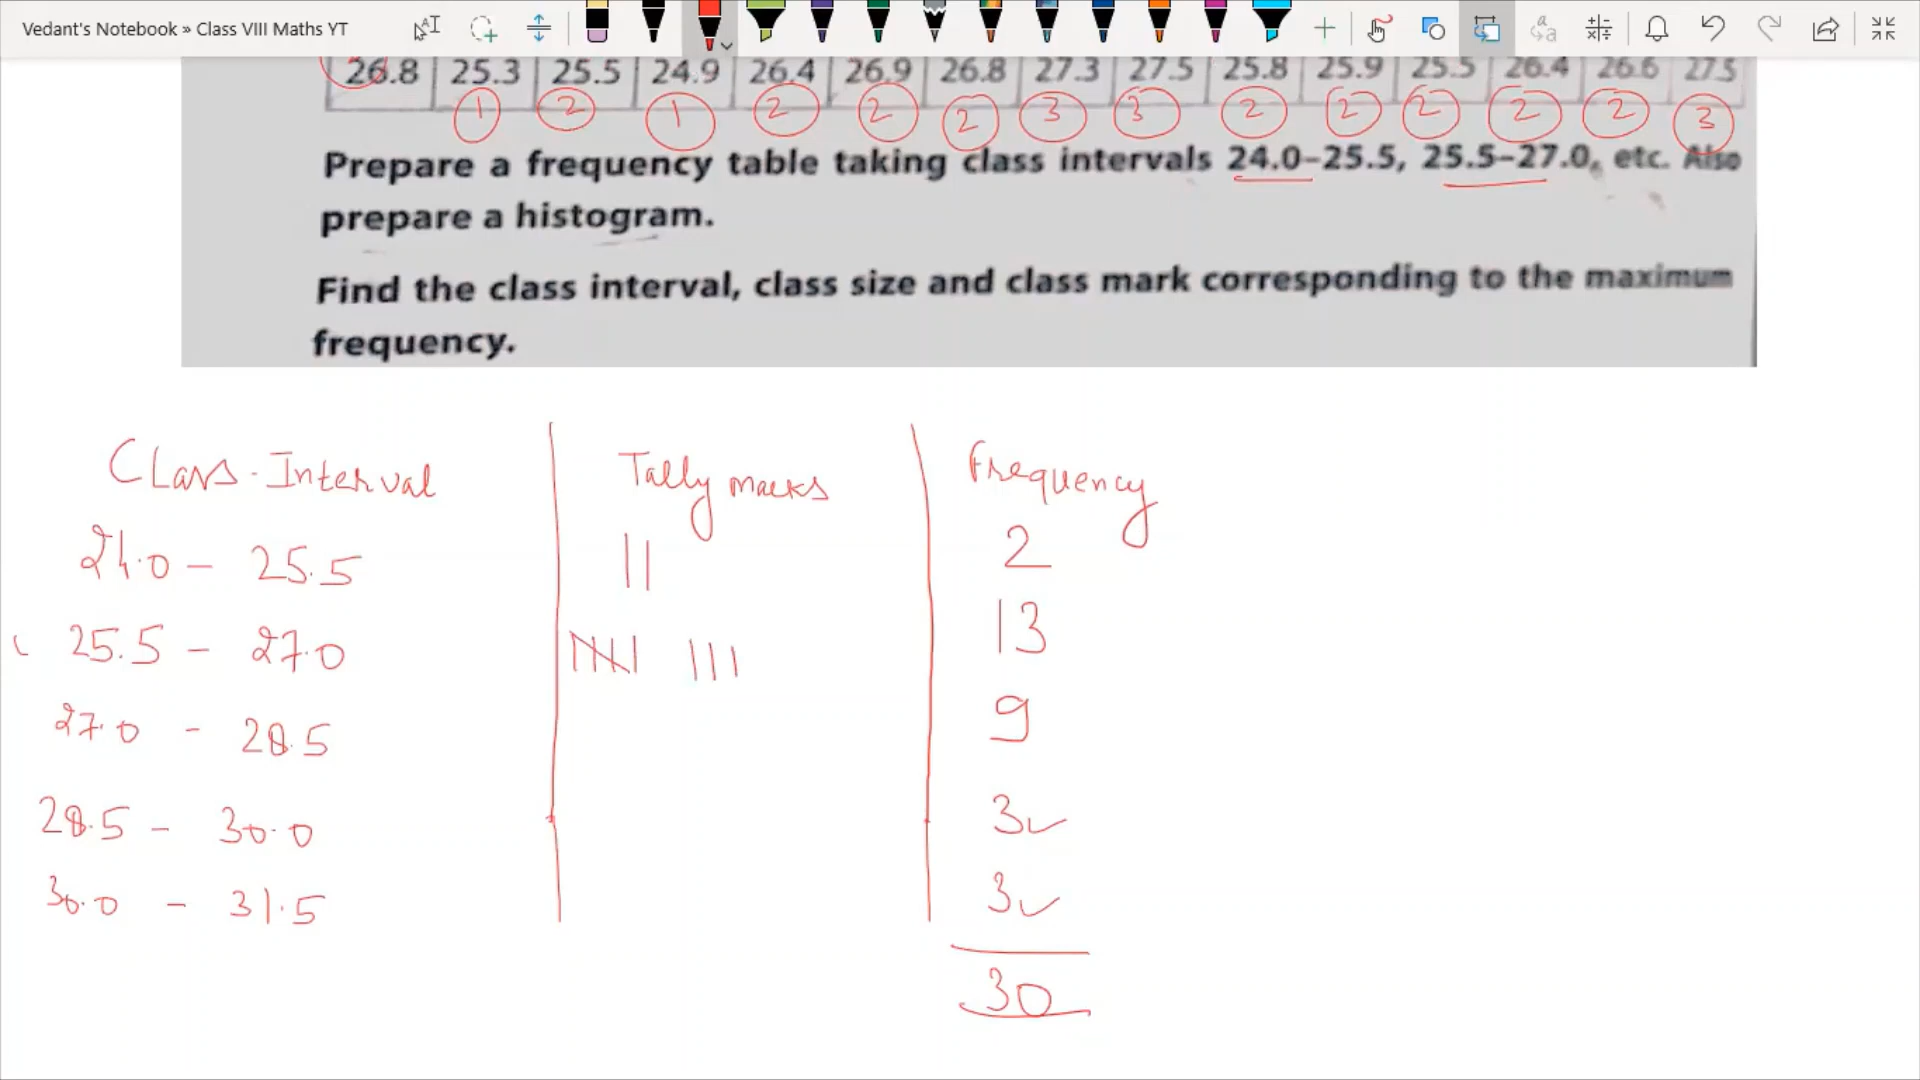 Vedant's Notebook » Class VIII Maths YT
26.8 25.3 25.5 24.9 26.4 26.9 26.8 27.3 27.5 25.8 25.9 25.5 26.4 26.6 27.5
1 2 1 2 2 2 3 3 2 2 2 2 2 3
Prepare a frequency table taking class intervals 24.0–25.5, 25.5–27.0, etc. Also
prepare a histogram.
Find the class interval, class size and class mark corresponding to the maximum
frequency.
Class-Interval Tally marks Frequency
24.0 - 25.5 || 2
25.5 - 27.0 |||| ||| 13
27.0 - 28.5 9
28.5 - 30.0 3✓
30.0 - 31.5 3✓
30